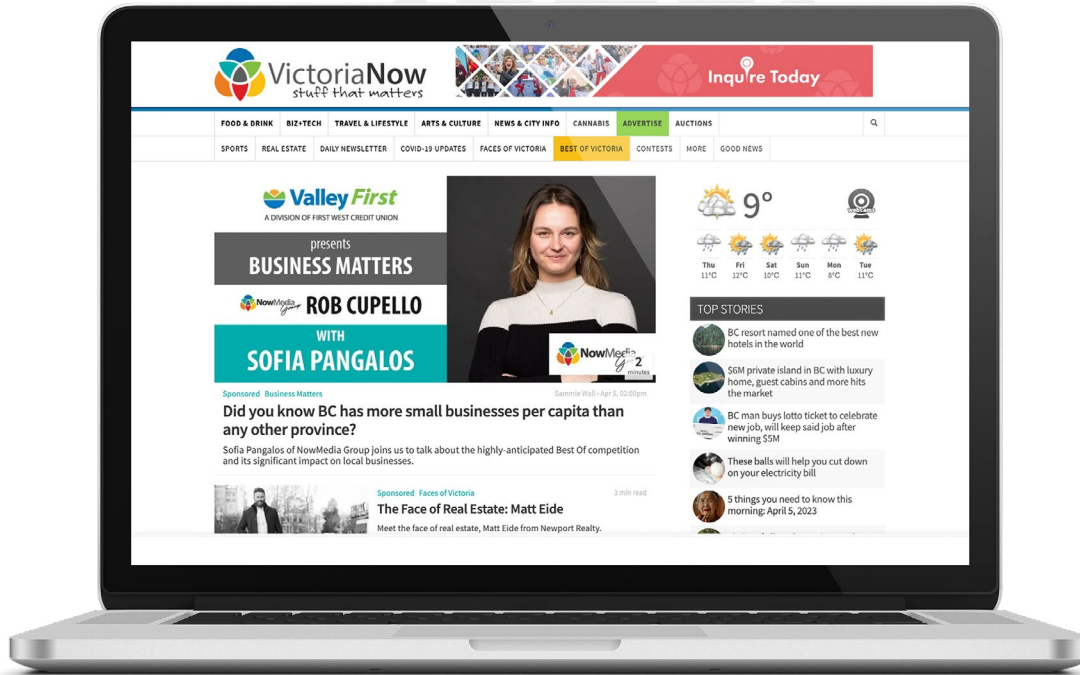 VictoriaNow
stuff that matters
Inquire Today
FOOD & DRINK BIZ+TECH TRAVEL & LIFESTYLE ARTS & CULTURE NEWS & CITY INFO CANNABIS ADVERTISE AUCTIONS
SPORTS REAL ESTATE DAILY NEWSLETTER COVID-19 UPDATES FACES OF VICTORIA BEST OF VICTORIA CONTESTS MORE GOOD NEWS
Valley First
A DIVISION OF FIRST WEST CREDIT UNION
presents
BUSINESS MATTERS
NowMedia Group ROB CUPELLO
WITH
SOFIA PANGALOS
NowMedia
2
minutes
Sponsored Business Matters Sammie Wall • Apr 5, 02:00pm
Did you know BC has more small businesses per capita than
any other province?
Sofia Pangalos of NowMedia Group joins us to talk about the highly-anticipated Best Of competition
and its significant impact on local businesses.
Sponsored Faces of Victoria 3 min read
The Face of Real Estate: Matt Eide
Meet the face of real estate, Matt Eide from Newport Realty.
9°
Thu Fri Sat Sun Mon Tue
11°C 12°C 10°C 11°C 8°C 11°C
TOP STORIES
BC resort named one of the best new
hotels in the world
$6M private island in BC with luxury
home, guest cabins and more hits
the market
BC man buys lotto ticket to celebrate
new job, will keep said job after
winning $5M
These balls will help you cut down
on your electricity bill
5 things you need to know this
morning: April 5, 2023